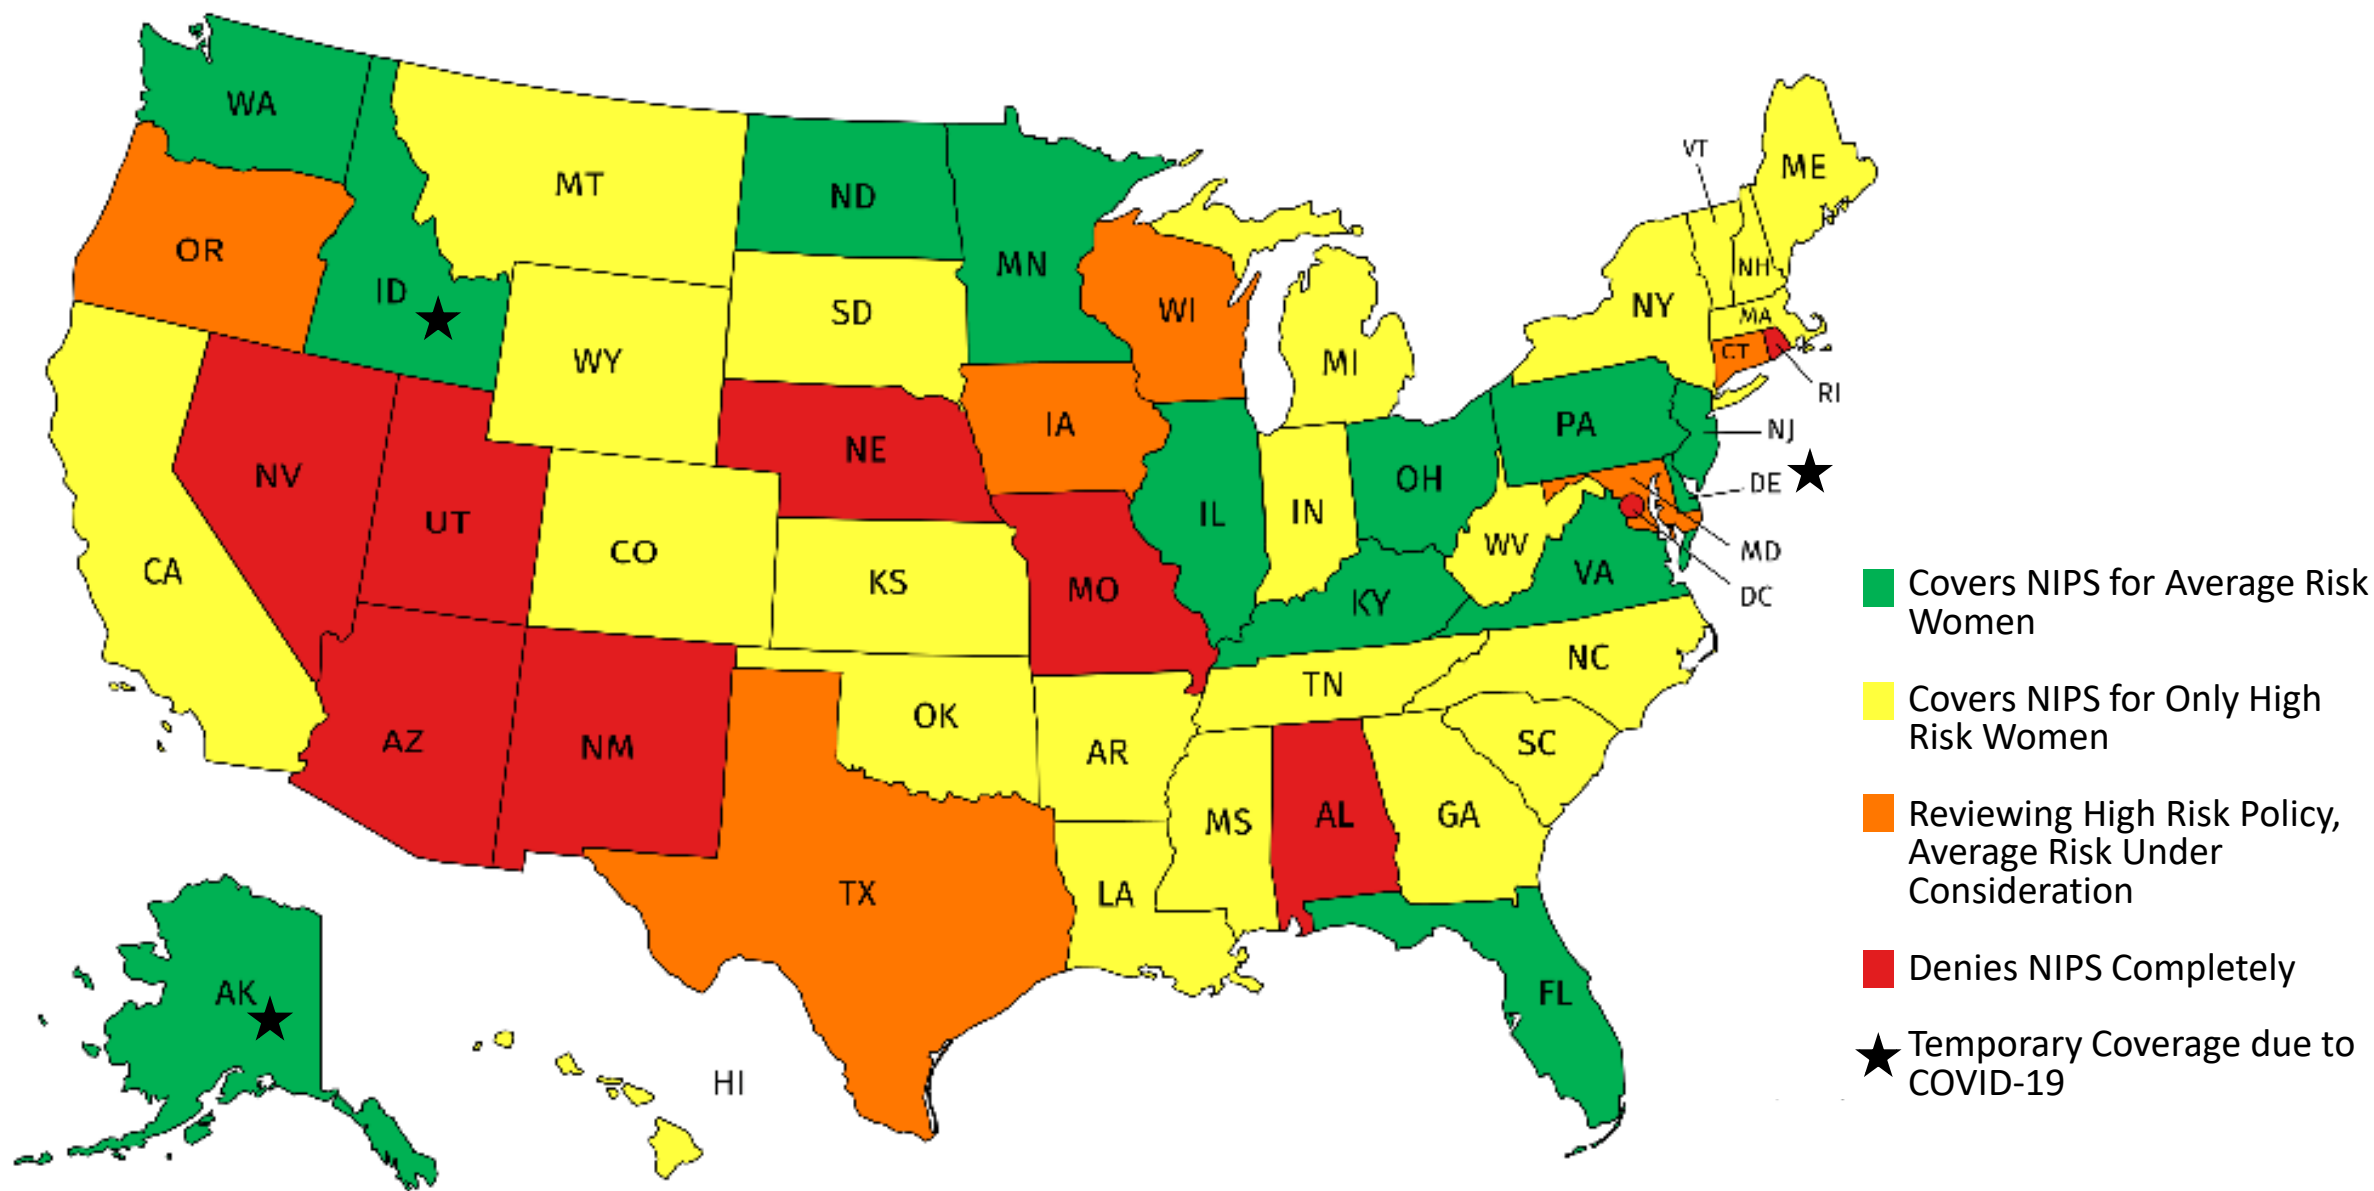 WA
MT
ND
MN
OR
ID
SD
WI
WY
MI
VT
ME
NH
NY
MA
CT
RI
NE
IA
PA
NJ
DE
NV
UT
CO
KS
MO
IL
IN
OH
WV
VA
MD
DC
CA
KY
NC
TN
SC
AZ
NM
OK
AR
MS
AL
GA
TX
LA
FL
AK
HI
Covers NIPS for Average Risk
Women
Covers NIPS for Only High
Risk Women
Reviewing High Risk Policy,
Average Risk Under
Consideration
Denies NIPS Completely
Temporary Coverage due to
COVID-19